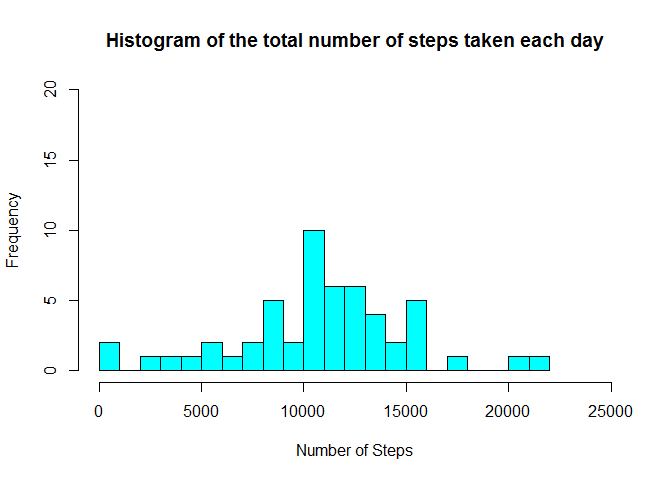 Histogram of the total number of steps taken each day
20
15
10
5
0
Frequency
0 5000 10000 15000 20000 25000
Number of Steps